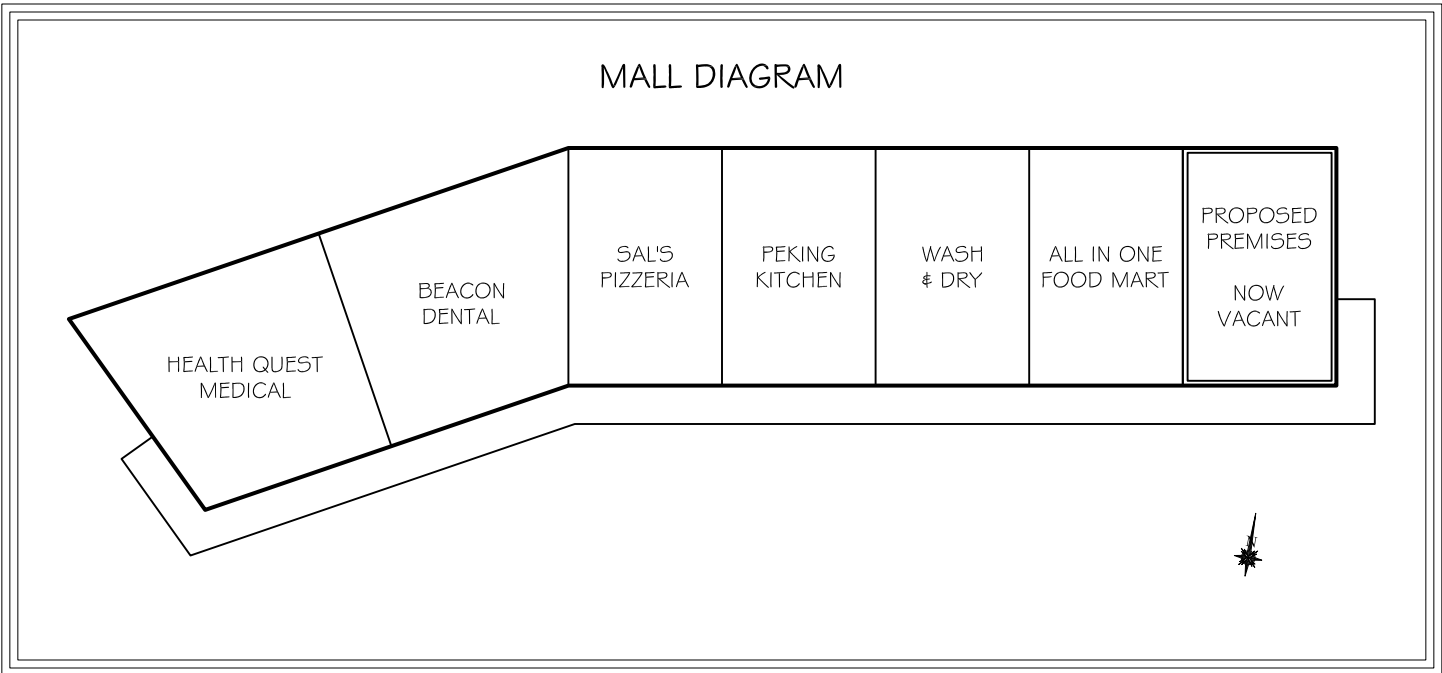 MALL DIAGRAM
HEALTH QUEST
MEDICAL
BEACON
DENTAL
SAL'S
PIZZERIA
PEKING
KITCHEN
WASH
& DRY
ALL IN ONE
FOOD MART
PROPOSED
PREMISES
NOW
VACANT
N